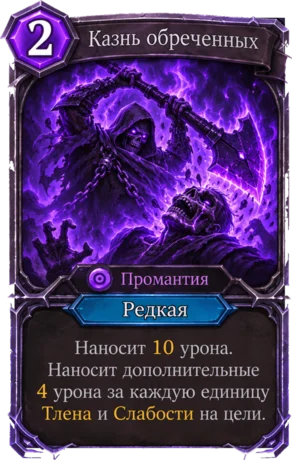 2
Казнь обреченных
Промантия
Редкая
Наносит 10 урона.
Наносит дополнительные
4 урона за каждую единицу
Тлена и Слабости на цели.